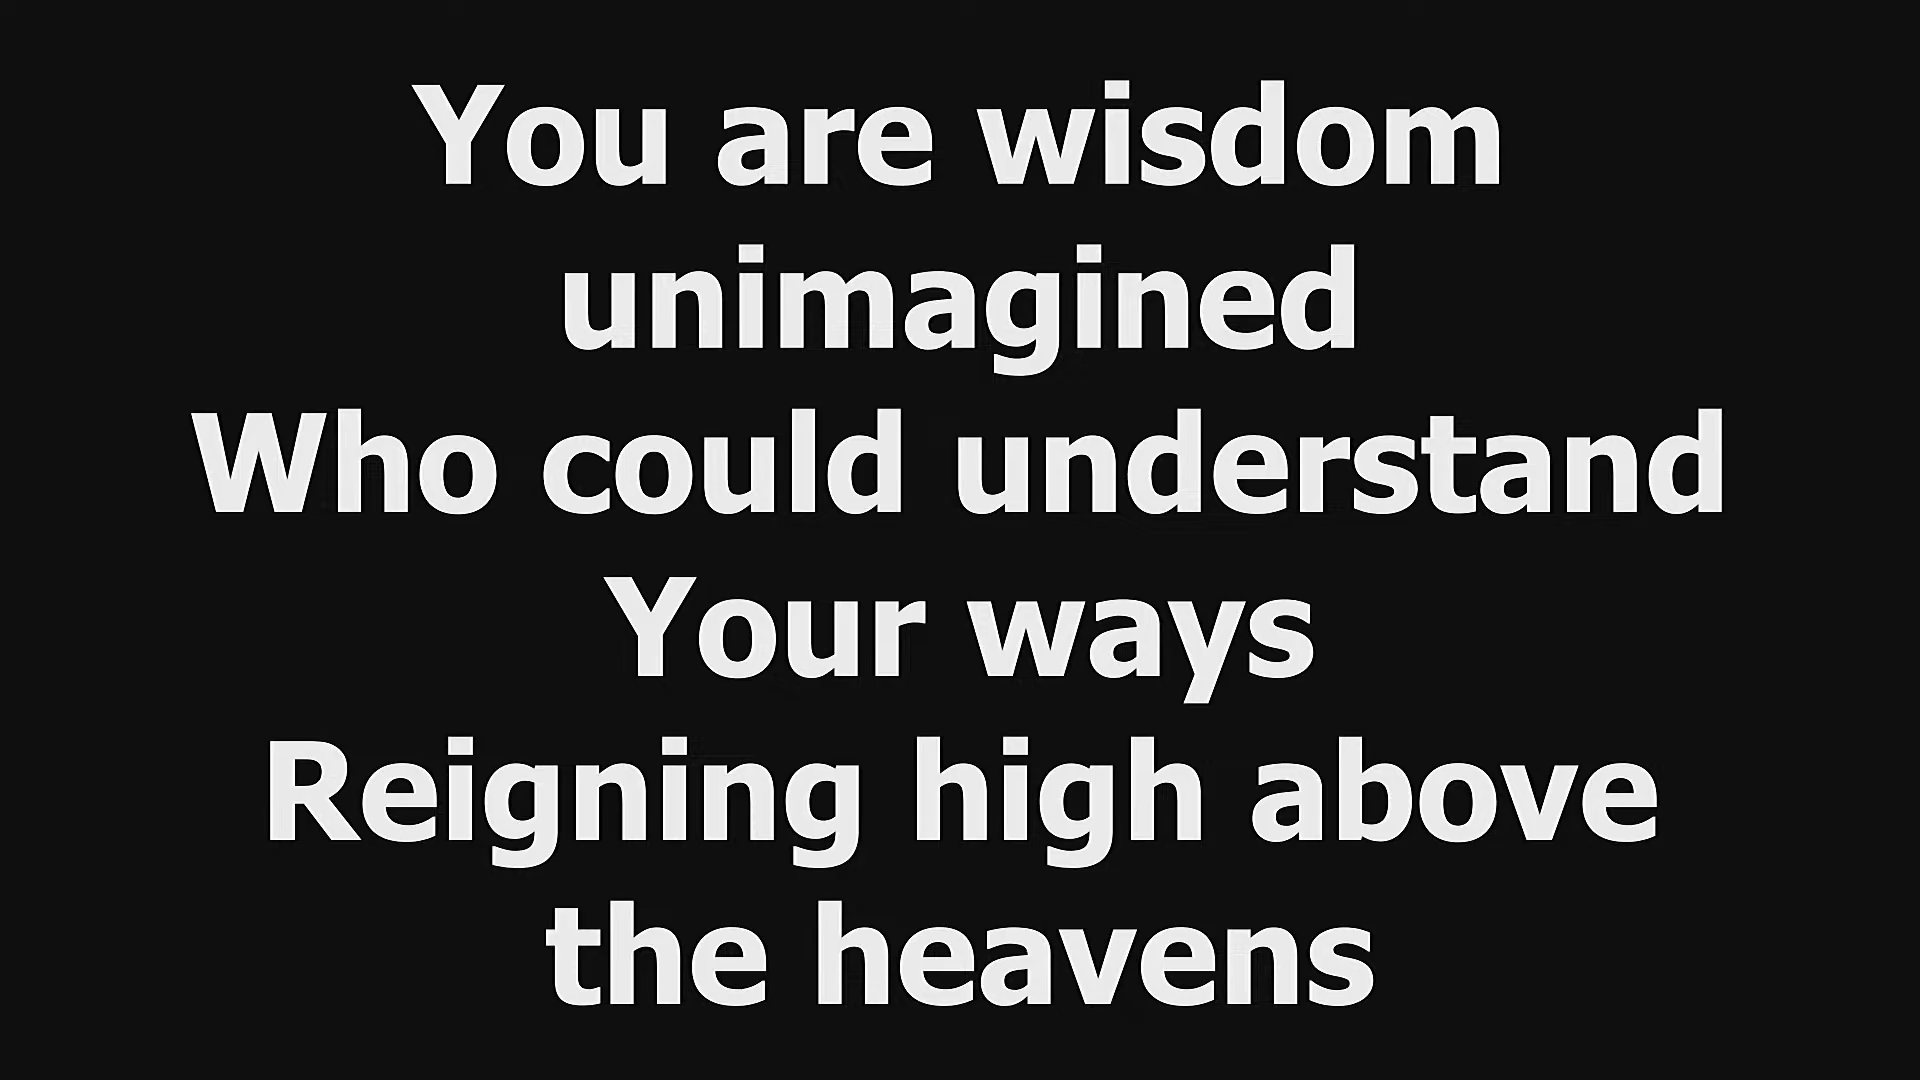 You are wisdom
unimagined
Who could understand
Your ways
Reigning high above
the heavens